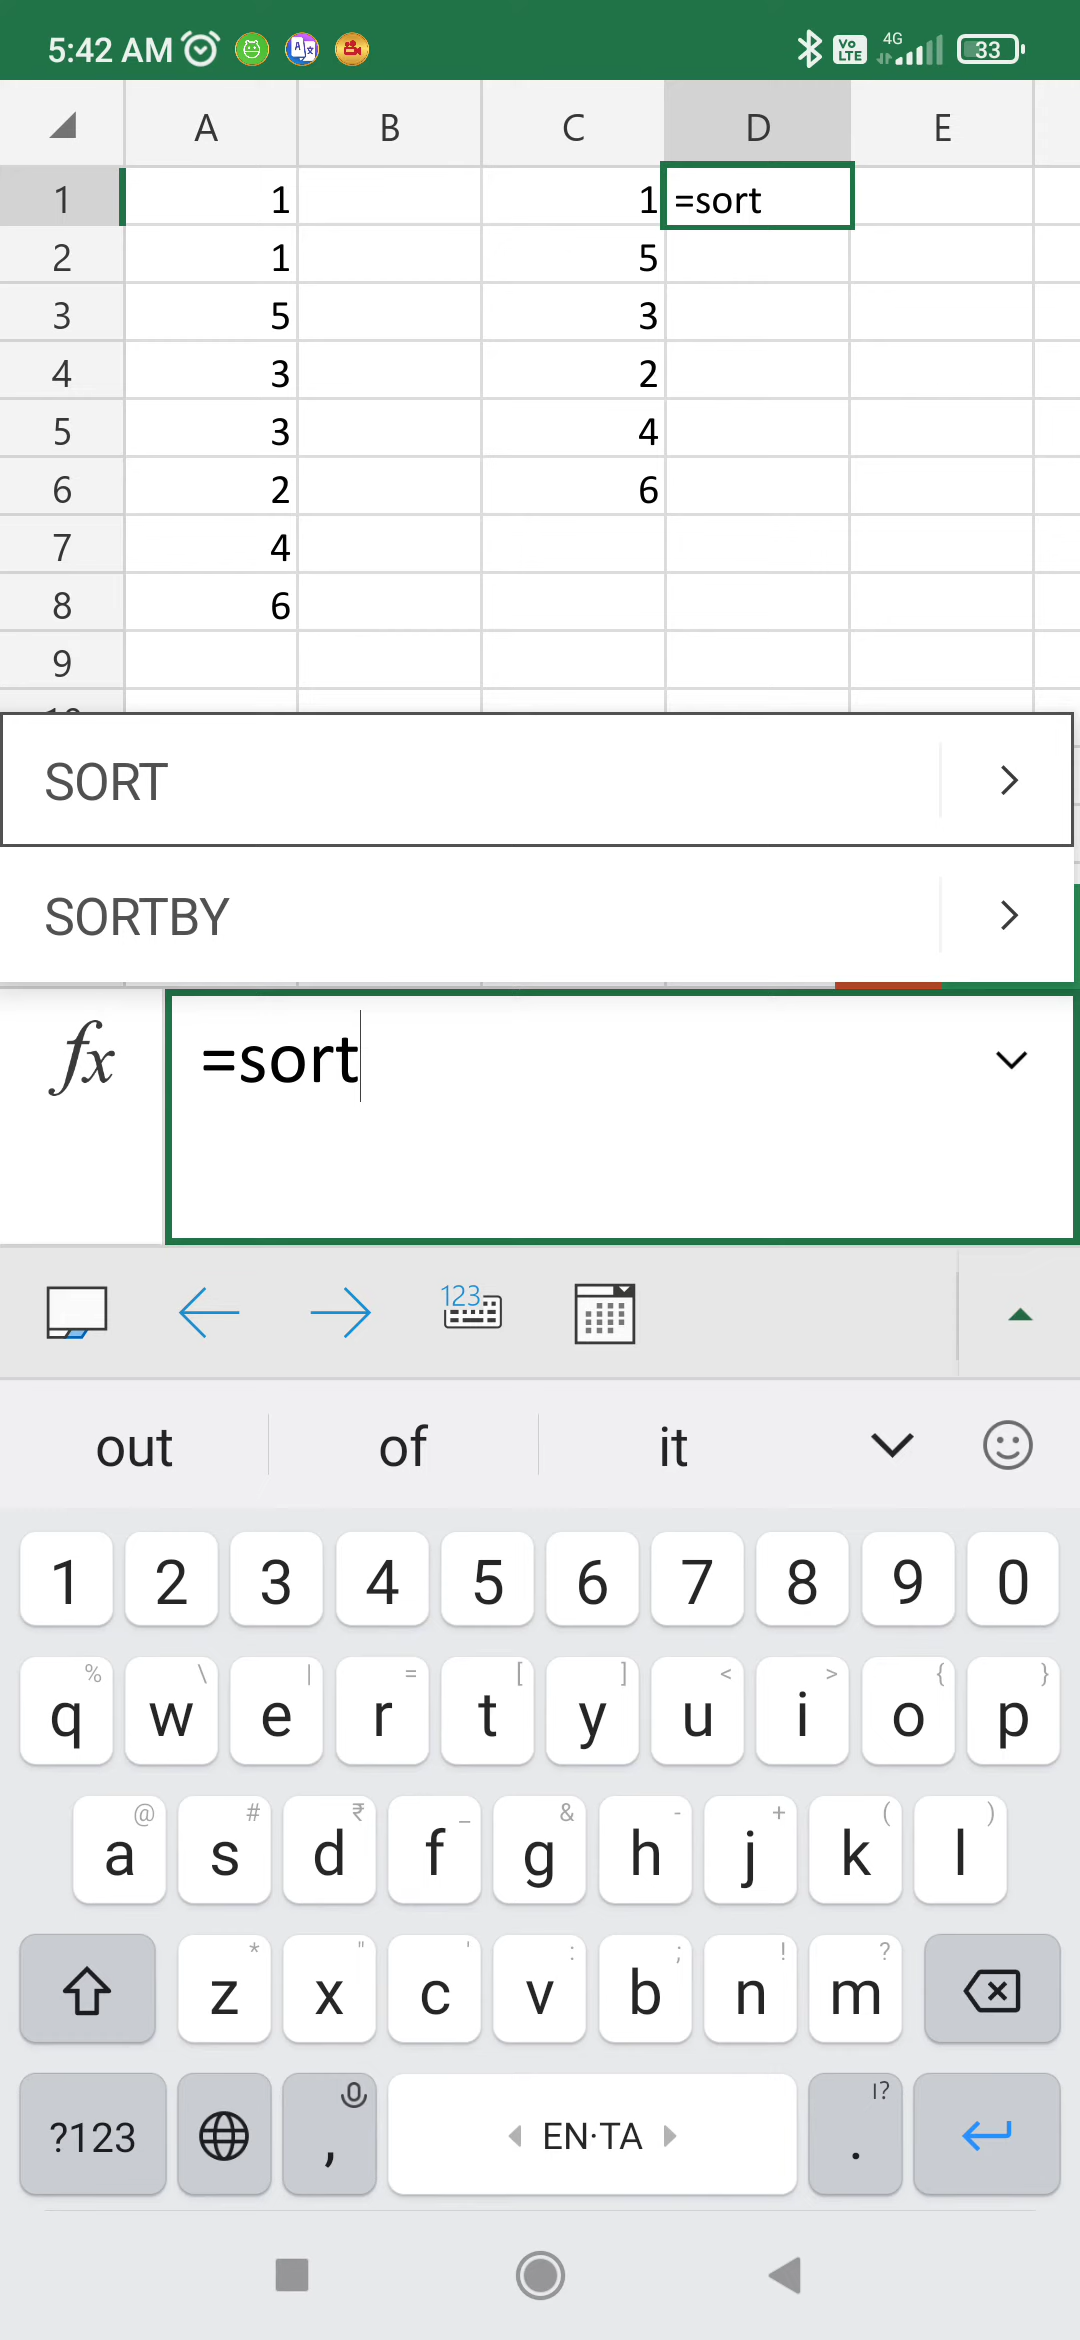 5:42 AM Vo LTE 4G 33
A B C D E
1 1 1 =sort
2 1 5
3 5 3
4 3 2
5 3 4
6 2 6
7 4
8 6
9
SORT
SORTBY
fx =sort
123
out of it
1 2 3 4 5 6 7 8 9 0
% \ | = [ ] < > { }
q w e r t y u i o p
@ # ₹ _ & - + ( )
a s d f g h j k l
* " ' : ; ! ?
z x c v b n m
?123 , EN·TA . !?